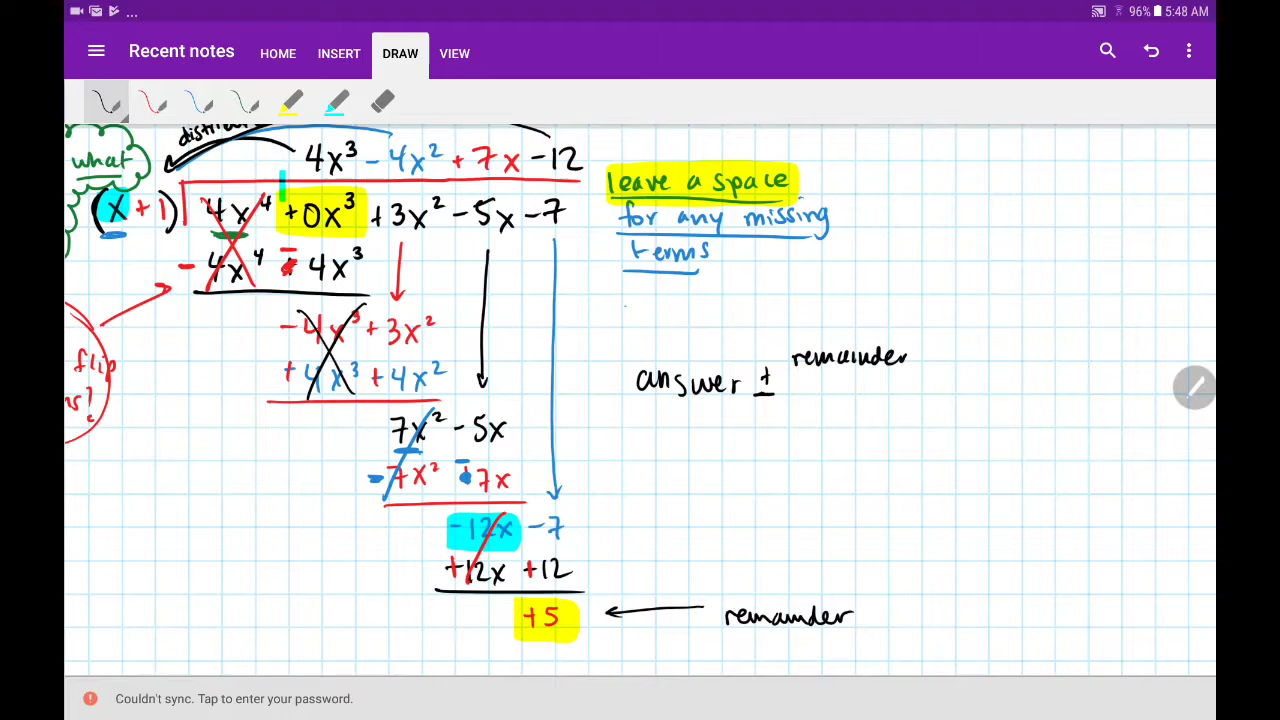 ... 96% 5:48 AM
Recent notes HOME INSERT DRAW VIEW
what
4x³ - 4x² + 7x - 12
(x + 1) 4x⁴ + 0x³ + 3x² - 5x - 7
leave a space
for any missing
terms
- 4x⁴ - 4x³
- 4x³ + 3x²
+ 4x³ + 4x²
flip
answer ±
remainder
7x² - 5x
- 7x² - 7x
- 12x - 7
+ 12x + 12
+ 5
remainder
Couldn't sync. Tap to enter your password.